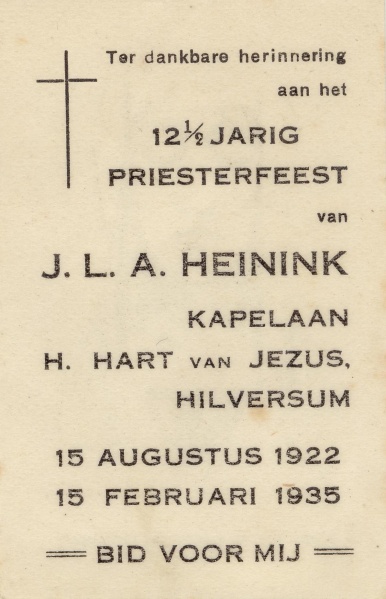 Ter dankbare herinnering
aan het
12½ JARIG
PRIESTERFEEST
van
J. L. A. HEININK
KAPELAAN
H. HART VAN JEZUS,
HILVERSUM
15 AUGUSTUS 1922
15 FEBRUARI 1935
BID VOOR MIJ